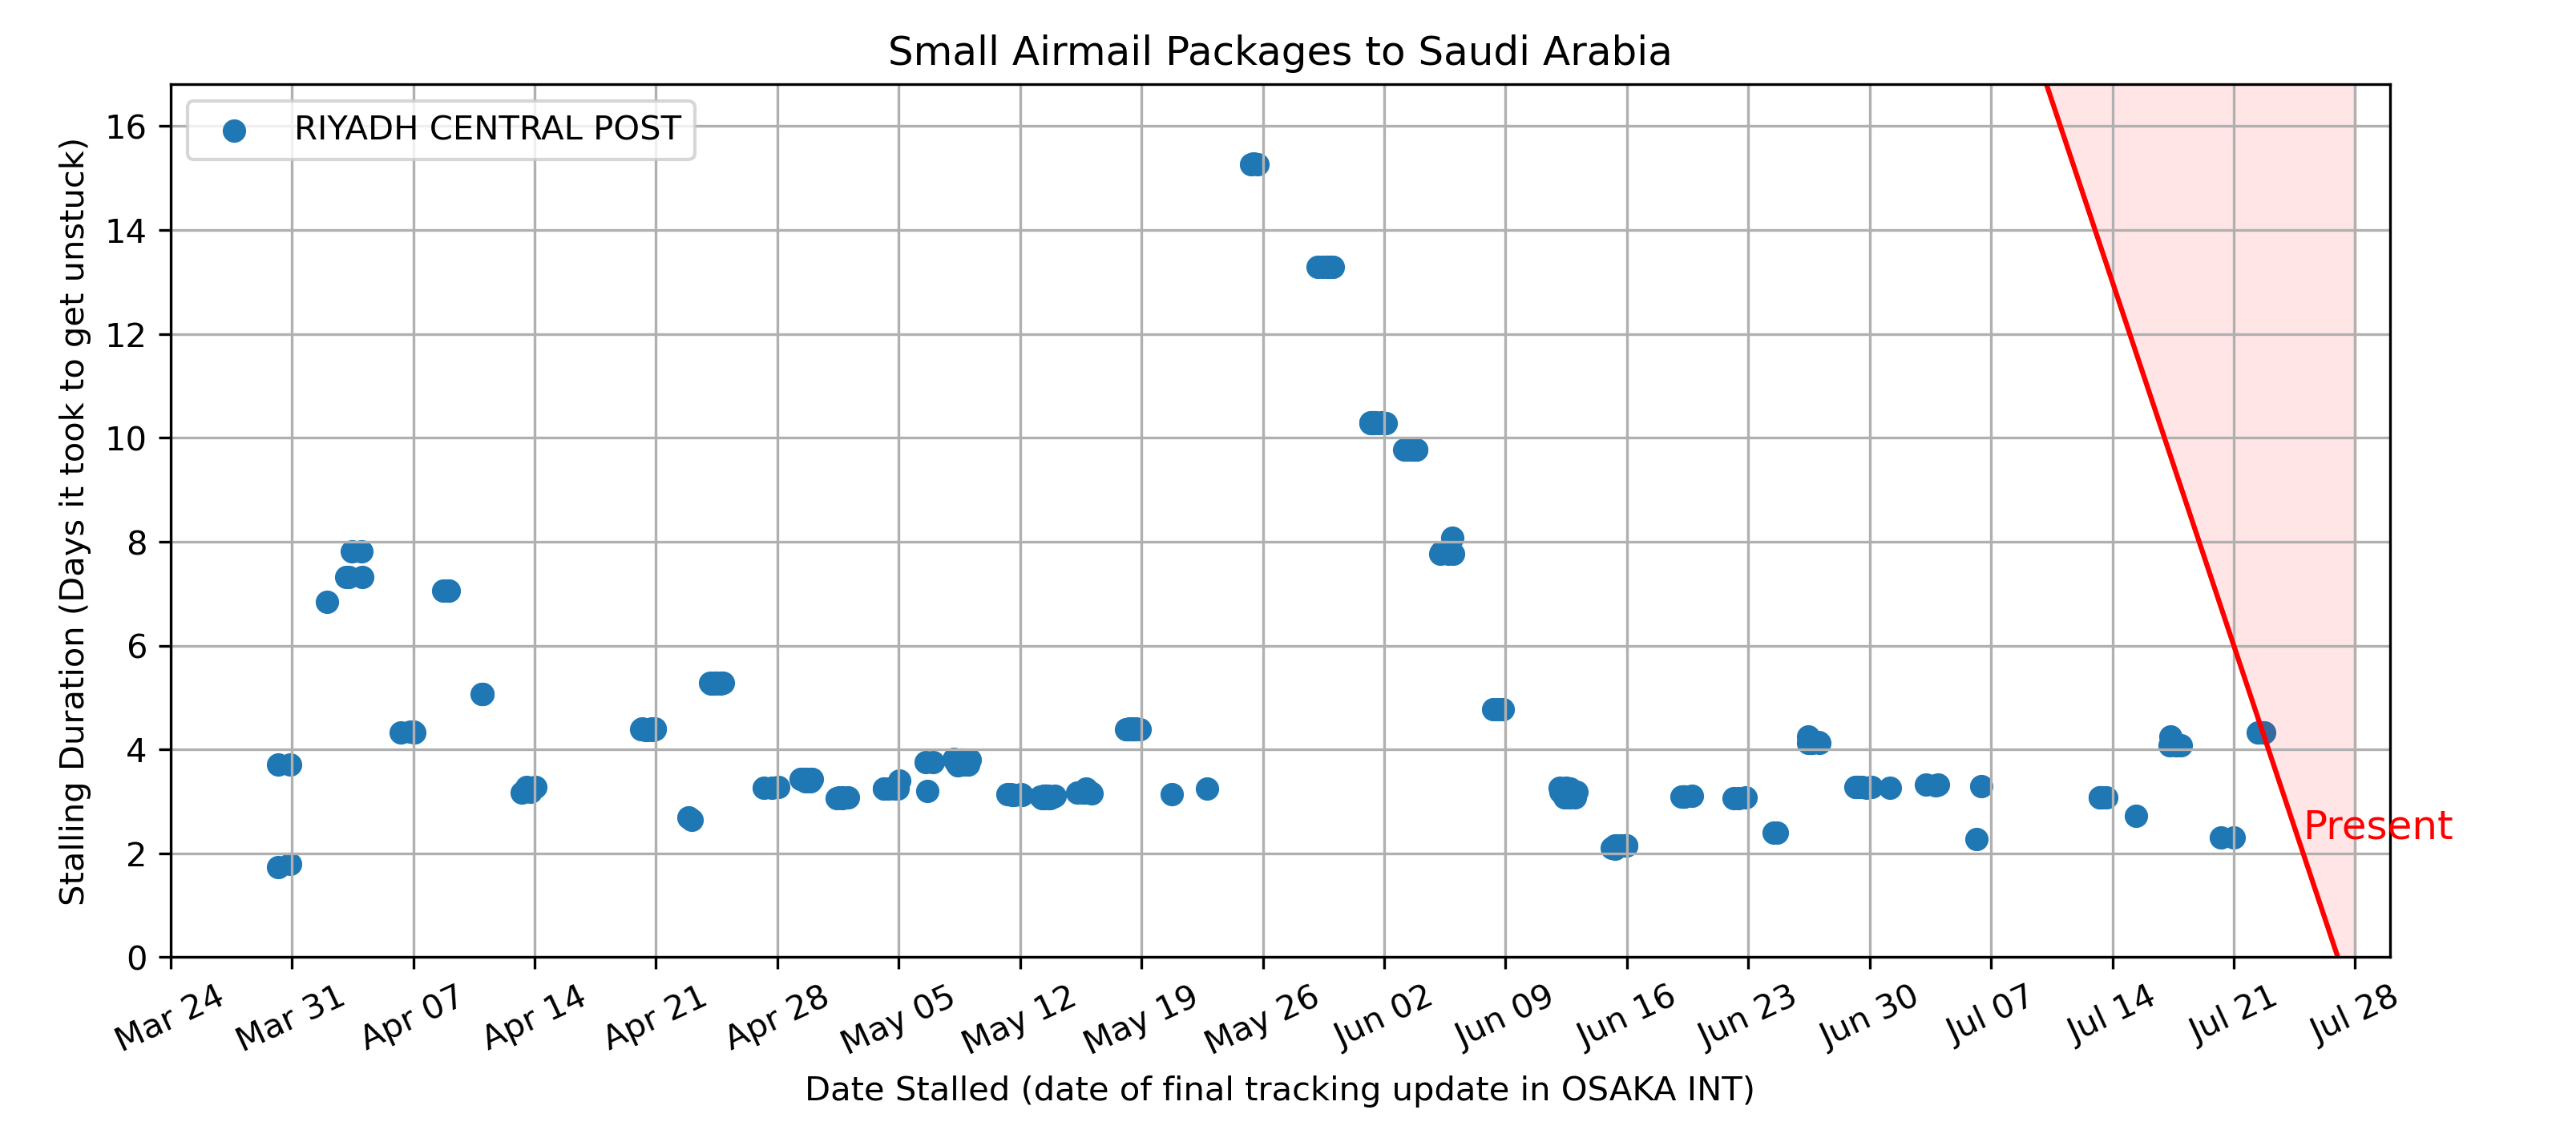 Small Airmail Packages to Saudi Arabia
RIYADH CENTRAL POST
Stalling Duration (Days it took to get unstuck)
16
14
12
10
8
6
4
2
0
Present
Mar 24
Mar 31
Apr 07
Apr 14
Apr 21
Apr 28
May 05
May 12
May 19
May 26
Jun 02
Jun 09
Jun 16
Jun 23
Jun 30
Jul 07
Jul 14
Jul 21
Jul 28
Date Stalled (date of final tracking update in OSAKA INT)